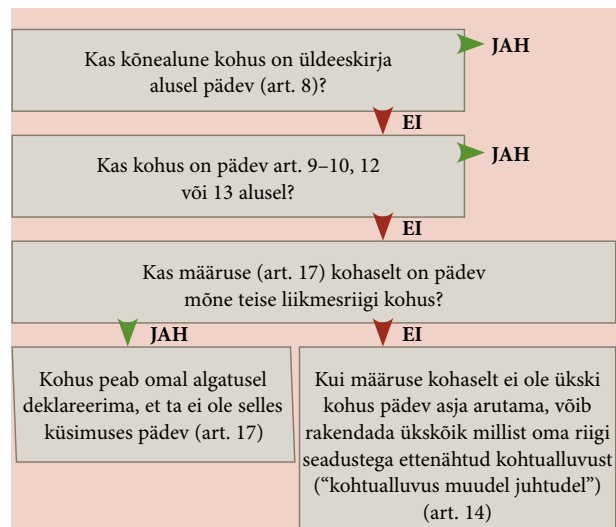 Kas kõnealune kohus on üldeeskirja
alusel pädev (art. 8)?
JAH
EI
Kas kohus on pädev art. 9–10, 12
või 13 alusel?
JAH
EI
Kas määruse (art. 17) kohaselt on pädev
mõne teise liikmesriigi kohus?
JAH
EI
Kohus peab omal algatusel
deklareerima, et ta ei ole selles
küsimuses pädev (art. 17)
Kui määruse kohaselt ei ole ükski
kohus pädev asja arutama, võib
rakendada ükskõik millist oma riigi
seadustega ettenähtud kohtualluvust
(“kohtualluvus muudel juhtudel”)
(art. 14)